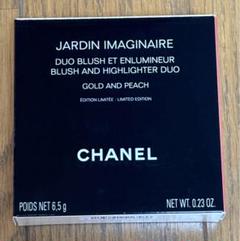 JARDIN IMAGINAIRE
DUO BLUSH ET ENLUMINEUR
BLUSH AND HIGHLIGHTER DUO
GOLD AND PEACH
ÉDITION LIMITÉE · LIMITED EDITION
CHANEL
POIDS NET 6,5 g
NET WT. 0.23 OZ.